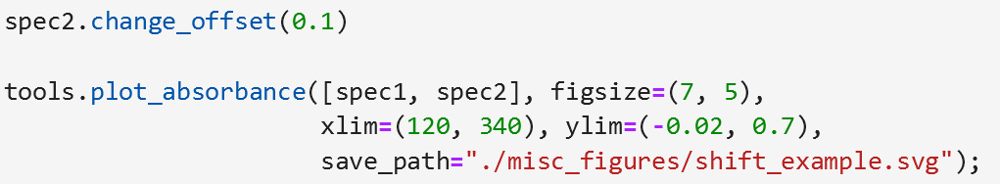 spec2.change_offset(0.1)
tools.plot_absorbance([spec1, spec2], figsize=(7, 5),
xlim=(120, 340), ylim=(-0.02, 0.7),
save_path="./misc_figures/shift_example.svg");